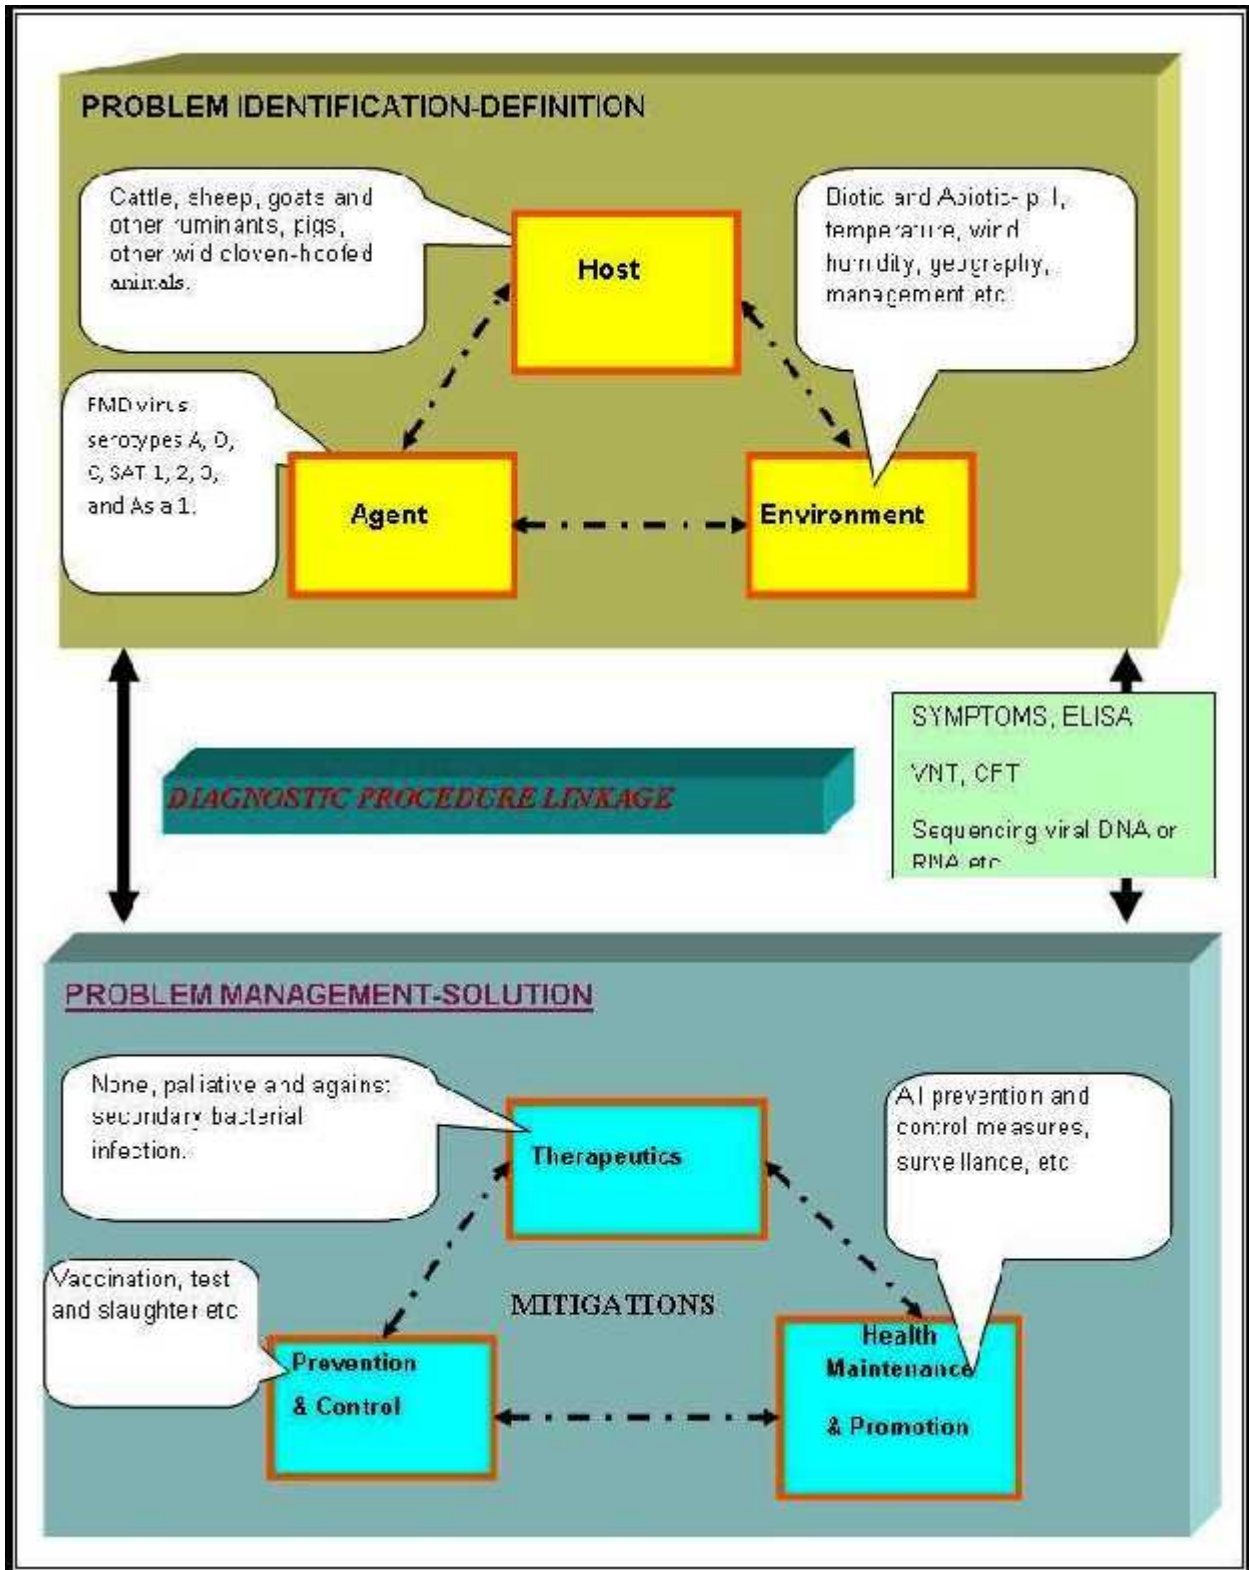 PROBLEM IDENTIFICATION-DEFINITION
Cattle, sheep, goats and
other ruminants, pigs,
other wild cloven-hoofed
animals.
Host
Biotic and Abiotic- pH,
temperature, wind
humidity, geography,
management etc
FMD virus
serotypes A, O,
C, SAT 1, 2, 3,
and Asia 1.
Agent
Environment
DIAGNOSTIC PROCEDURE LINKAGE
SYMPTOMS, ELISA
VNT, CFT
Sequencing viral DNA or
RNA etc
PROBLEM MANAGEMENT-SOLUTION
None, palliative and against
secondary bacterial
infection.
Therapeutics
All prevention and
control measures,
surveillance, etc
Vaccination, test
and slaughter etc
MITIGATIONS
Prevention
& Control
Health
Maintenance
& Promotion